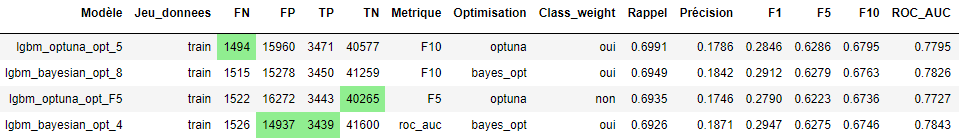 Modèle Jeu_donnees FN FP TP TN Metrique Optimisation Class_weight Rappel Précision F1 F5 F10 ROC_AUC
lgbm_optuna_opt_5 train 1494 15960 3471 40577 F10 optuna oui 0.6991 0.1786 0.2846 0.6286 0.6795 0.7795
lgbm_bayesian_opt_8 train 1515 15278 3450 41259 F10 bayes_opt oui 0.6949 0.1842 0.2912 0.6279 0.6763 0.7826
lgbm_optuna_opt_F5 train 1522 16272 3443 40265 F5 optuna non 0.6935 0.1746 0.2790 0.6223 0.6736 0.7727
lgbm_bayesian_opt_4 train 1526 14937 3439 41600 roc_auc bayes_opt oui 0.6926 0.1871 0.2947 0.6275 0.6746 0.7843